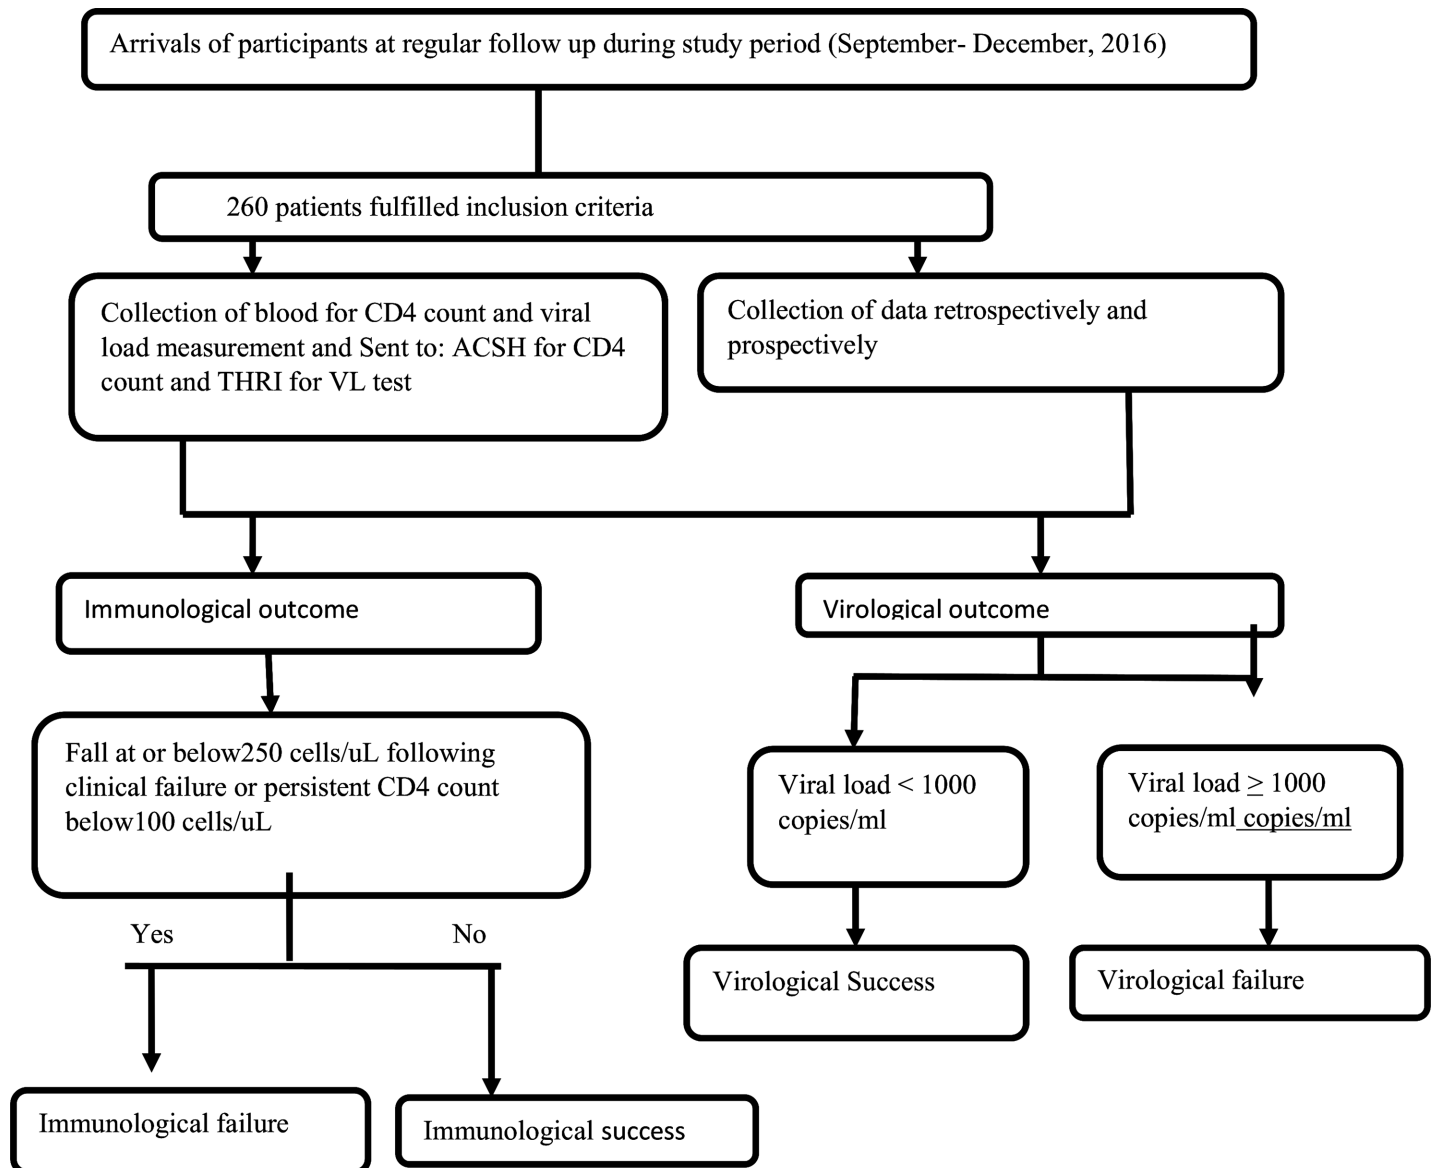 Arrivals of participants at regular follow up during study period (September- December, 2016)
260 patients fulfilled inclusion criteria
Collection of blood for CD4 count and viral
load measurement and Sent to: ACSH for CD4
count and THRI for VL test
Collection of data retrospectively and
prospectively
Immunological outcome
Virological outcome
Fall at or below250 cells/uL following
clinical failure or persistent CD4 count
below100 cells/uL
Viral load < 1000
copies/ml
Viral load ≥ 1000
copies/ml copies/ml
Yes
No
Virological Success
Virological failure
Immunological failure
Immunological success